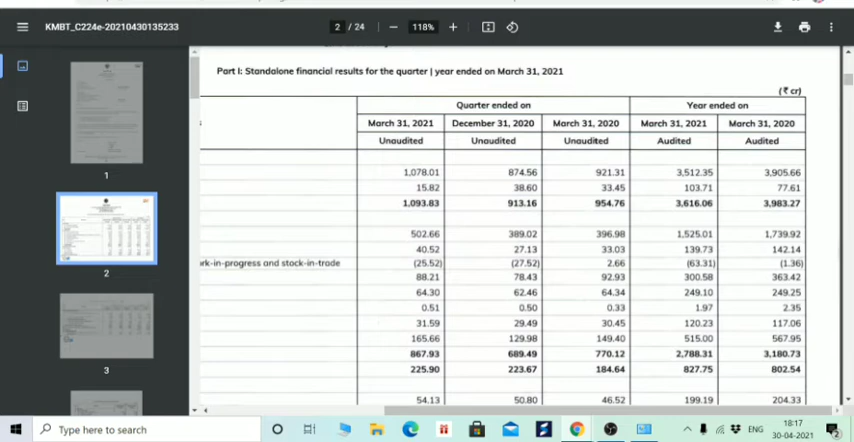 KMBT_C224e-20210430135233
2 / 24
118%
Part I: Standalone financial results for the quarter | year ended on March 31, 2021
(₹ cr)
Quarter ended on Year ended on
March 31, 2021 December 31, 2020 March 31, 2020 March 31, 2021 March 31, 2020
Unaudited Unaudited Unaudited Audited Audited
1,078.01 874.56 921.31 3,512.35 3,905.66
15.82 38.60 33.45 103.71 77.61
1,093.83 913.16 954.76 3,616.06 3,983.27
502.66 389.02 396.98 1,525.01 1,739.92
40.52 27.13 33.03 139.73 142.14
rk-in-progress and stock-in-trade (25.52) (27.52) 2.66 (63.31) (1.36)
88.21 78.43 92.93 300.58 363.42
64.30 62.46 64.34 249.10 249.25
0.51 0.50 0.33 1.97 2.35
31.59 29.49 30.45 120.23 117.06
165.66 129.98 149.40 515.00 567.95
867.93 689.49 770.12 2,788.31 3,180.73
225.90 223.67 184.64 827.75 802.54
54.13 50.80 46.52 199.19 204.33
1
2
3
Type here to search
ENG
18:17
30-04-2021
2